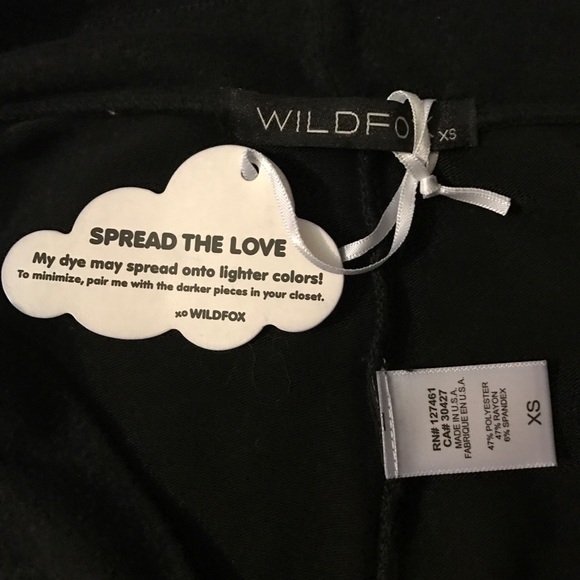 WILDFO XS
SPREAD THE LOVE
My dye may spread onto lighter colors!
To minimize, pair me with the darker pieces in your closet.
xo WILDFOX
RN# 127461
CA# 30427
MADE IN U.S.A.
FABRIQUE EN U.S.A.
47% POLYESTER
47% RAYON
6% SPANDEX
XS